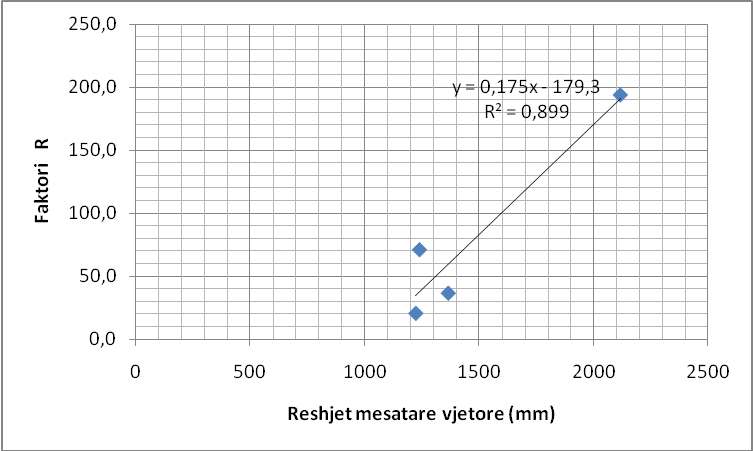 250,0
200,0
150,0
100,0
50,0
0,0
Faktori R
y = 0,175x - 179,3
R² = 0,899
0 500 1000 1500 2000 2500
Reshjet mesatare vjetore (mm)